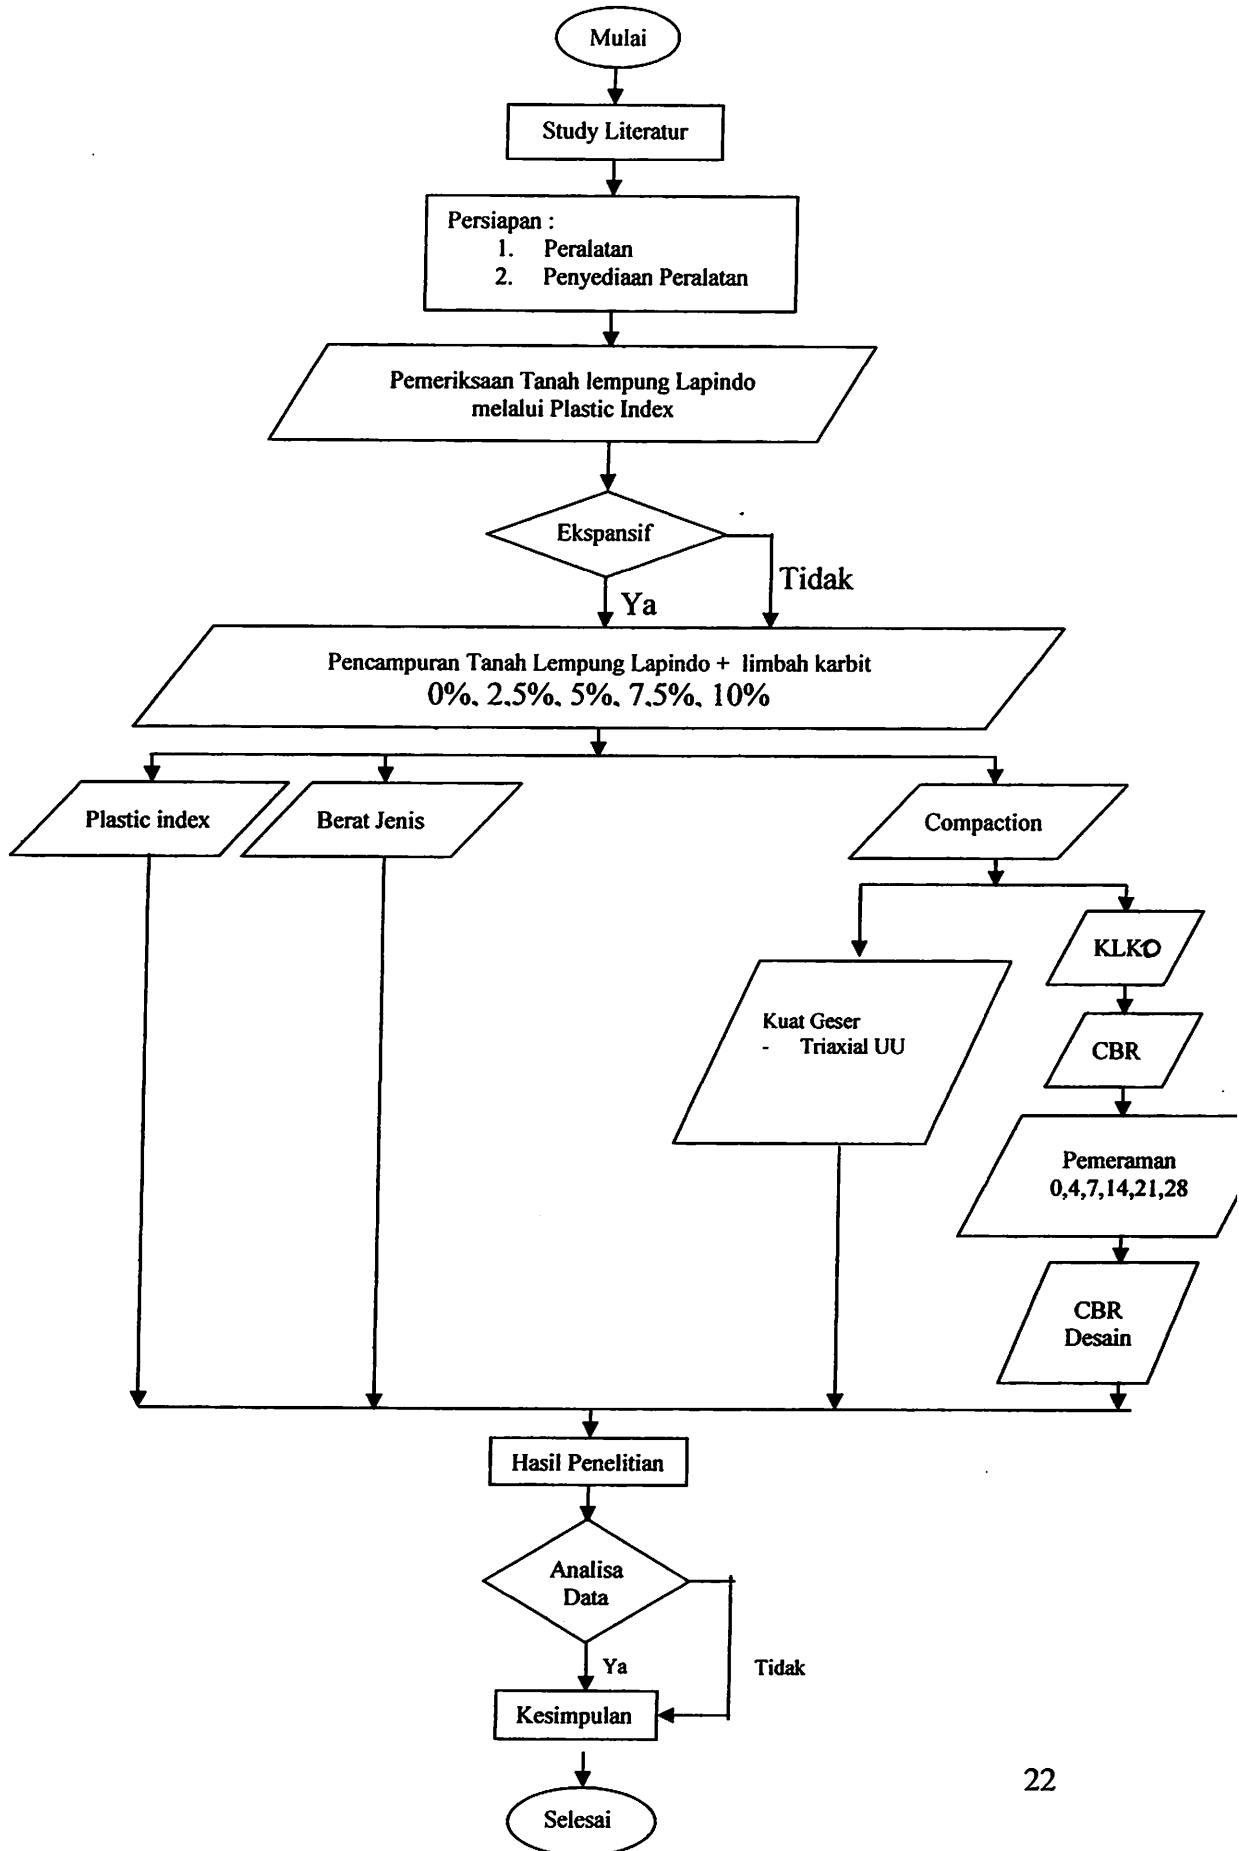 Mulai
Study Literatur
Persiapan :
1. Peralatan
2. Penyediaan Peralatan
Pemeriksaan Tanah lempung Lapindo
melalui Plastic Index
Ekspansif
Tidak
Ya
Pencampuran Tanah Lempung Lapindo + limbah karbit
0%, 2,5%, 5%, 7,5%, 10%
Plastic index
Berat Jenis
Compaction
KLKO
Kuat Geser
- Triaxial UU
CBR
Pemeraman
0,4,7,14,21,28
CBR
Desain
Hasil Penelitian
Analisa
Data
Ya
Tidak
Kesimpulan
Selesai
22